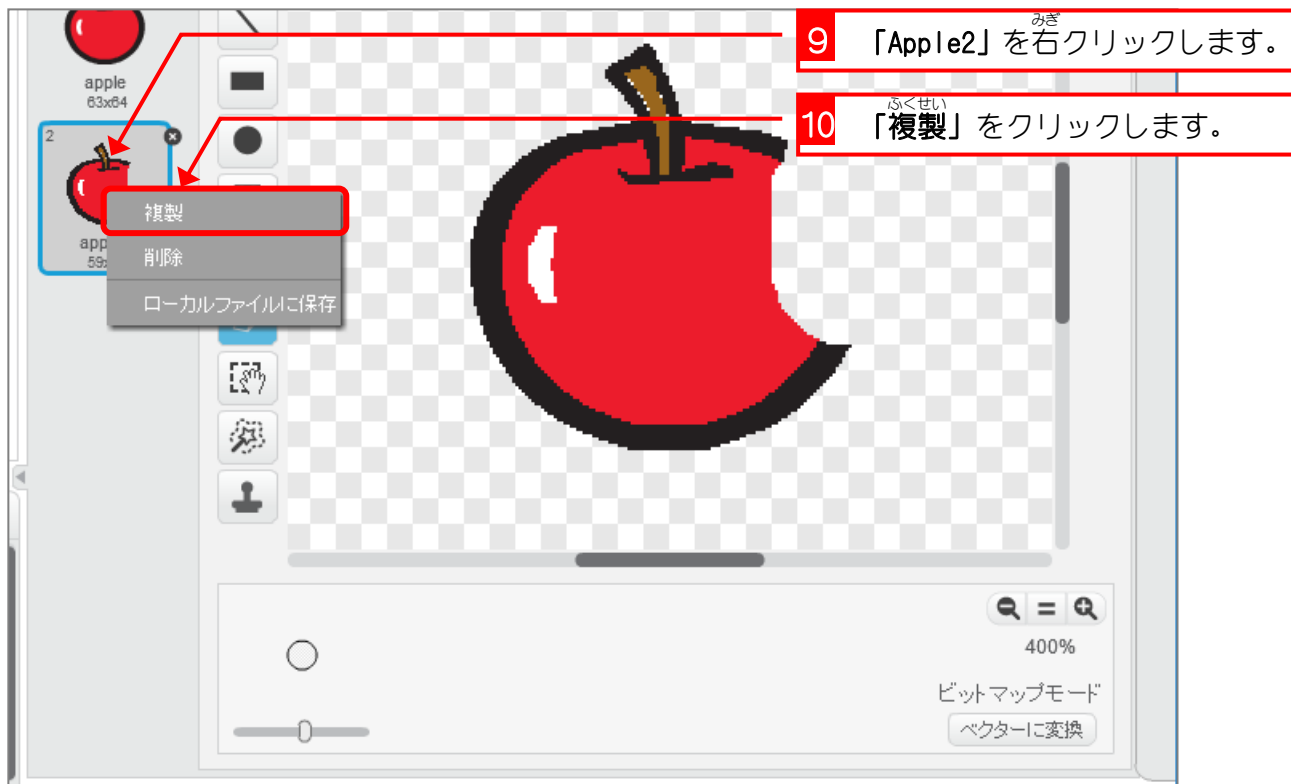 apple
63x64
2
複製
app
59
削除
ローカルファイルに保存
9 「Apple2」を右クリックします。
みぎ
10 「複製」をクリックします。
ふくせい
400%
ビットマップモード
ベクターに変換